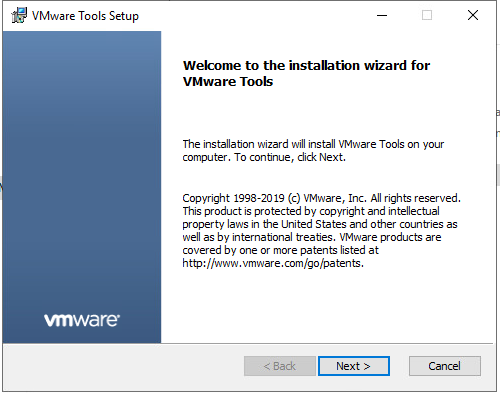 VMware Tools Setup
Welcome to the installation wizard for
VMware Tools
The installation wizard will install VMware Tools on your
computer. To continue, click Next.
Copyright 1998-2019 (c) VMware, Inc. All rights reserved.
This product is protected by copyright and intellectual
property laws in the United States and other countries as
well as by international treaties. VMware products are
covered by one or more patents listed at
http://www.vmware.com/go/patents.
vmware®
< Back
Next >
Cancel